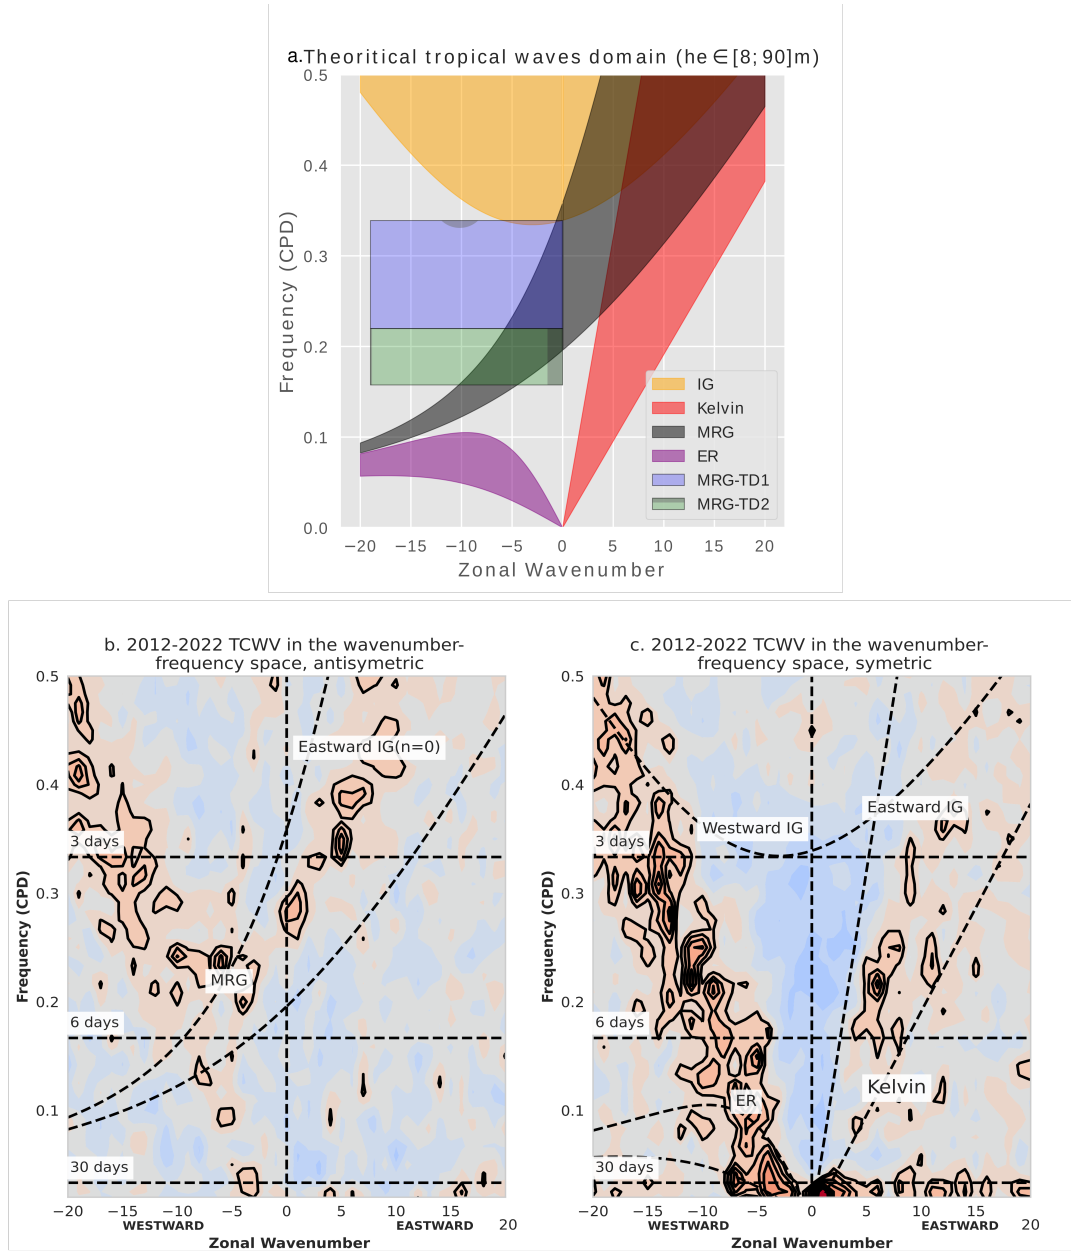 a.Theoritical tropical waves domain (he∈[8;90]m)
0.5
0.4
0.3
0.2
0.1
0.0
Frequency (CPD)
IG
Kelvin
MRG
ER
MRG-TD1
MRG-TD2
−20 −15 −10 −5 0 5 10 15 20
Zonal Wavenumber
b. 2012-2022 TCWV in the wavenumber-
frequency space, antisymetric
0.5
0.4
0.3
0.2
0.1
Frequency (CPD)
Eastward IG(n=0)
3 days
MRG
6 days
30 days
−20 −15 −10 −5 0 5 10 15 20
WESTWARD EASTWARD
Zonal Wavenumber
c. 2012-2022 TCWV in the wavenumber-
frequency space, symetric
0.5
0.4
0.3
0.2
0.1
Frequency (CPD)
Eastward IG
Westward IG
3 days
6 days
Kelvin
ER
30 days
−20 −15 −10 −5 0 5 10 15 20
WESTWARD EASTWARD
Zonal Wavenumber